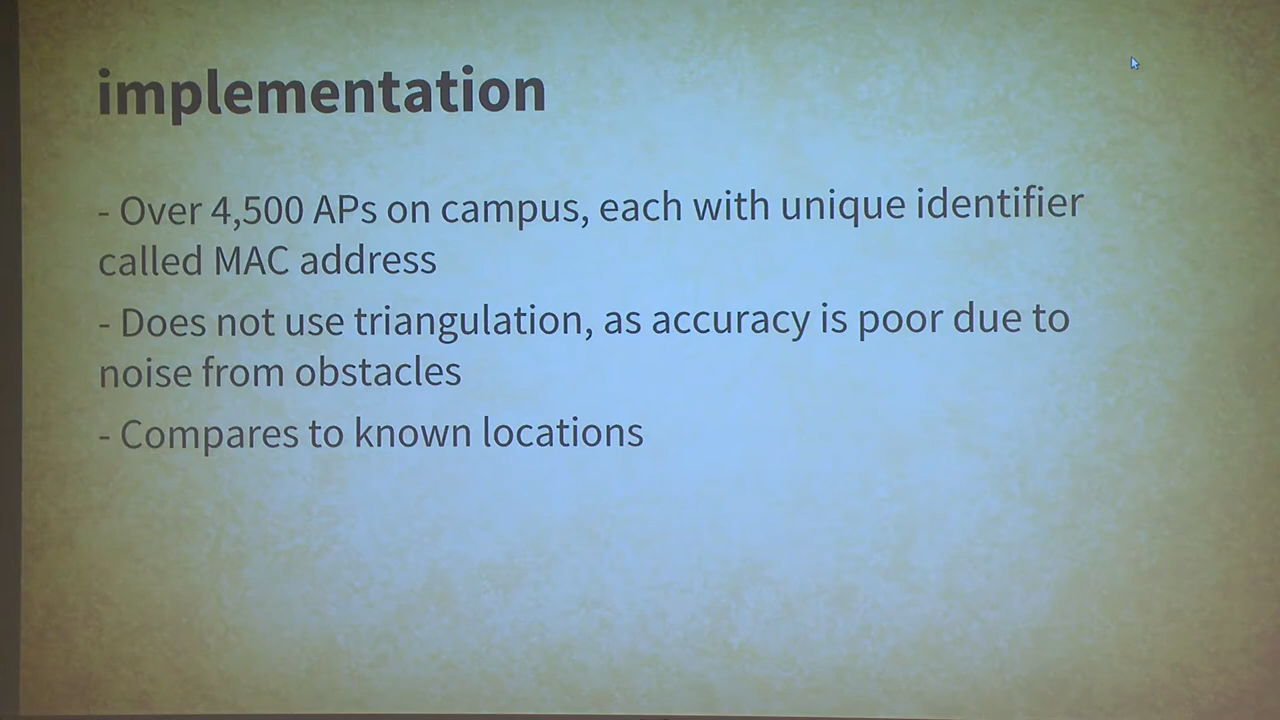 implementation
- Over 4,500 APs on campus, each with unique identifier
called MAC address
- Does not use triangulation, as accuracy is poor due to
noise from obstacles
- Compares to known locations